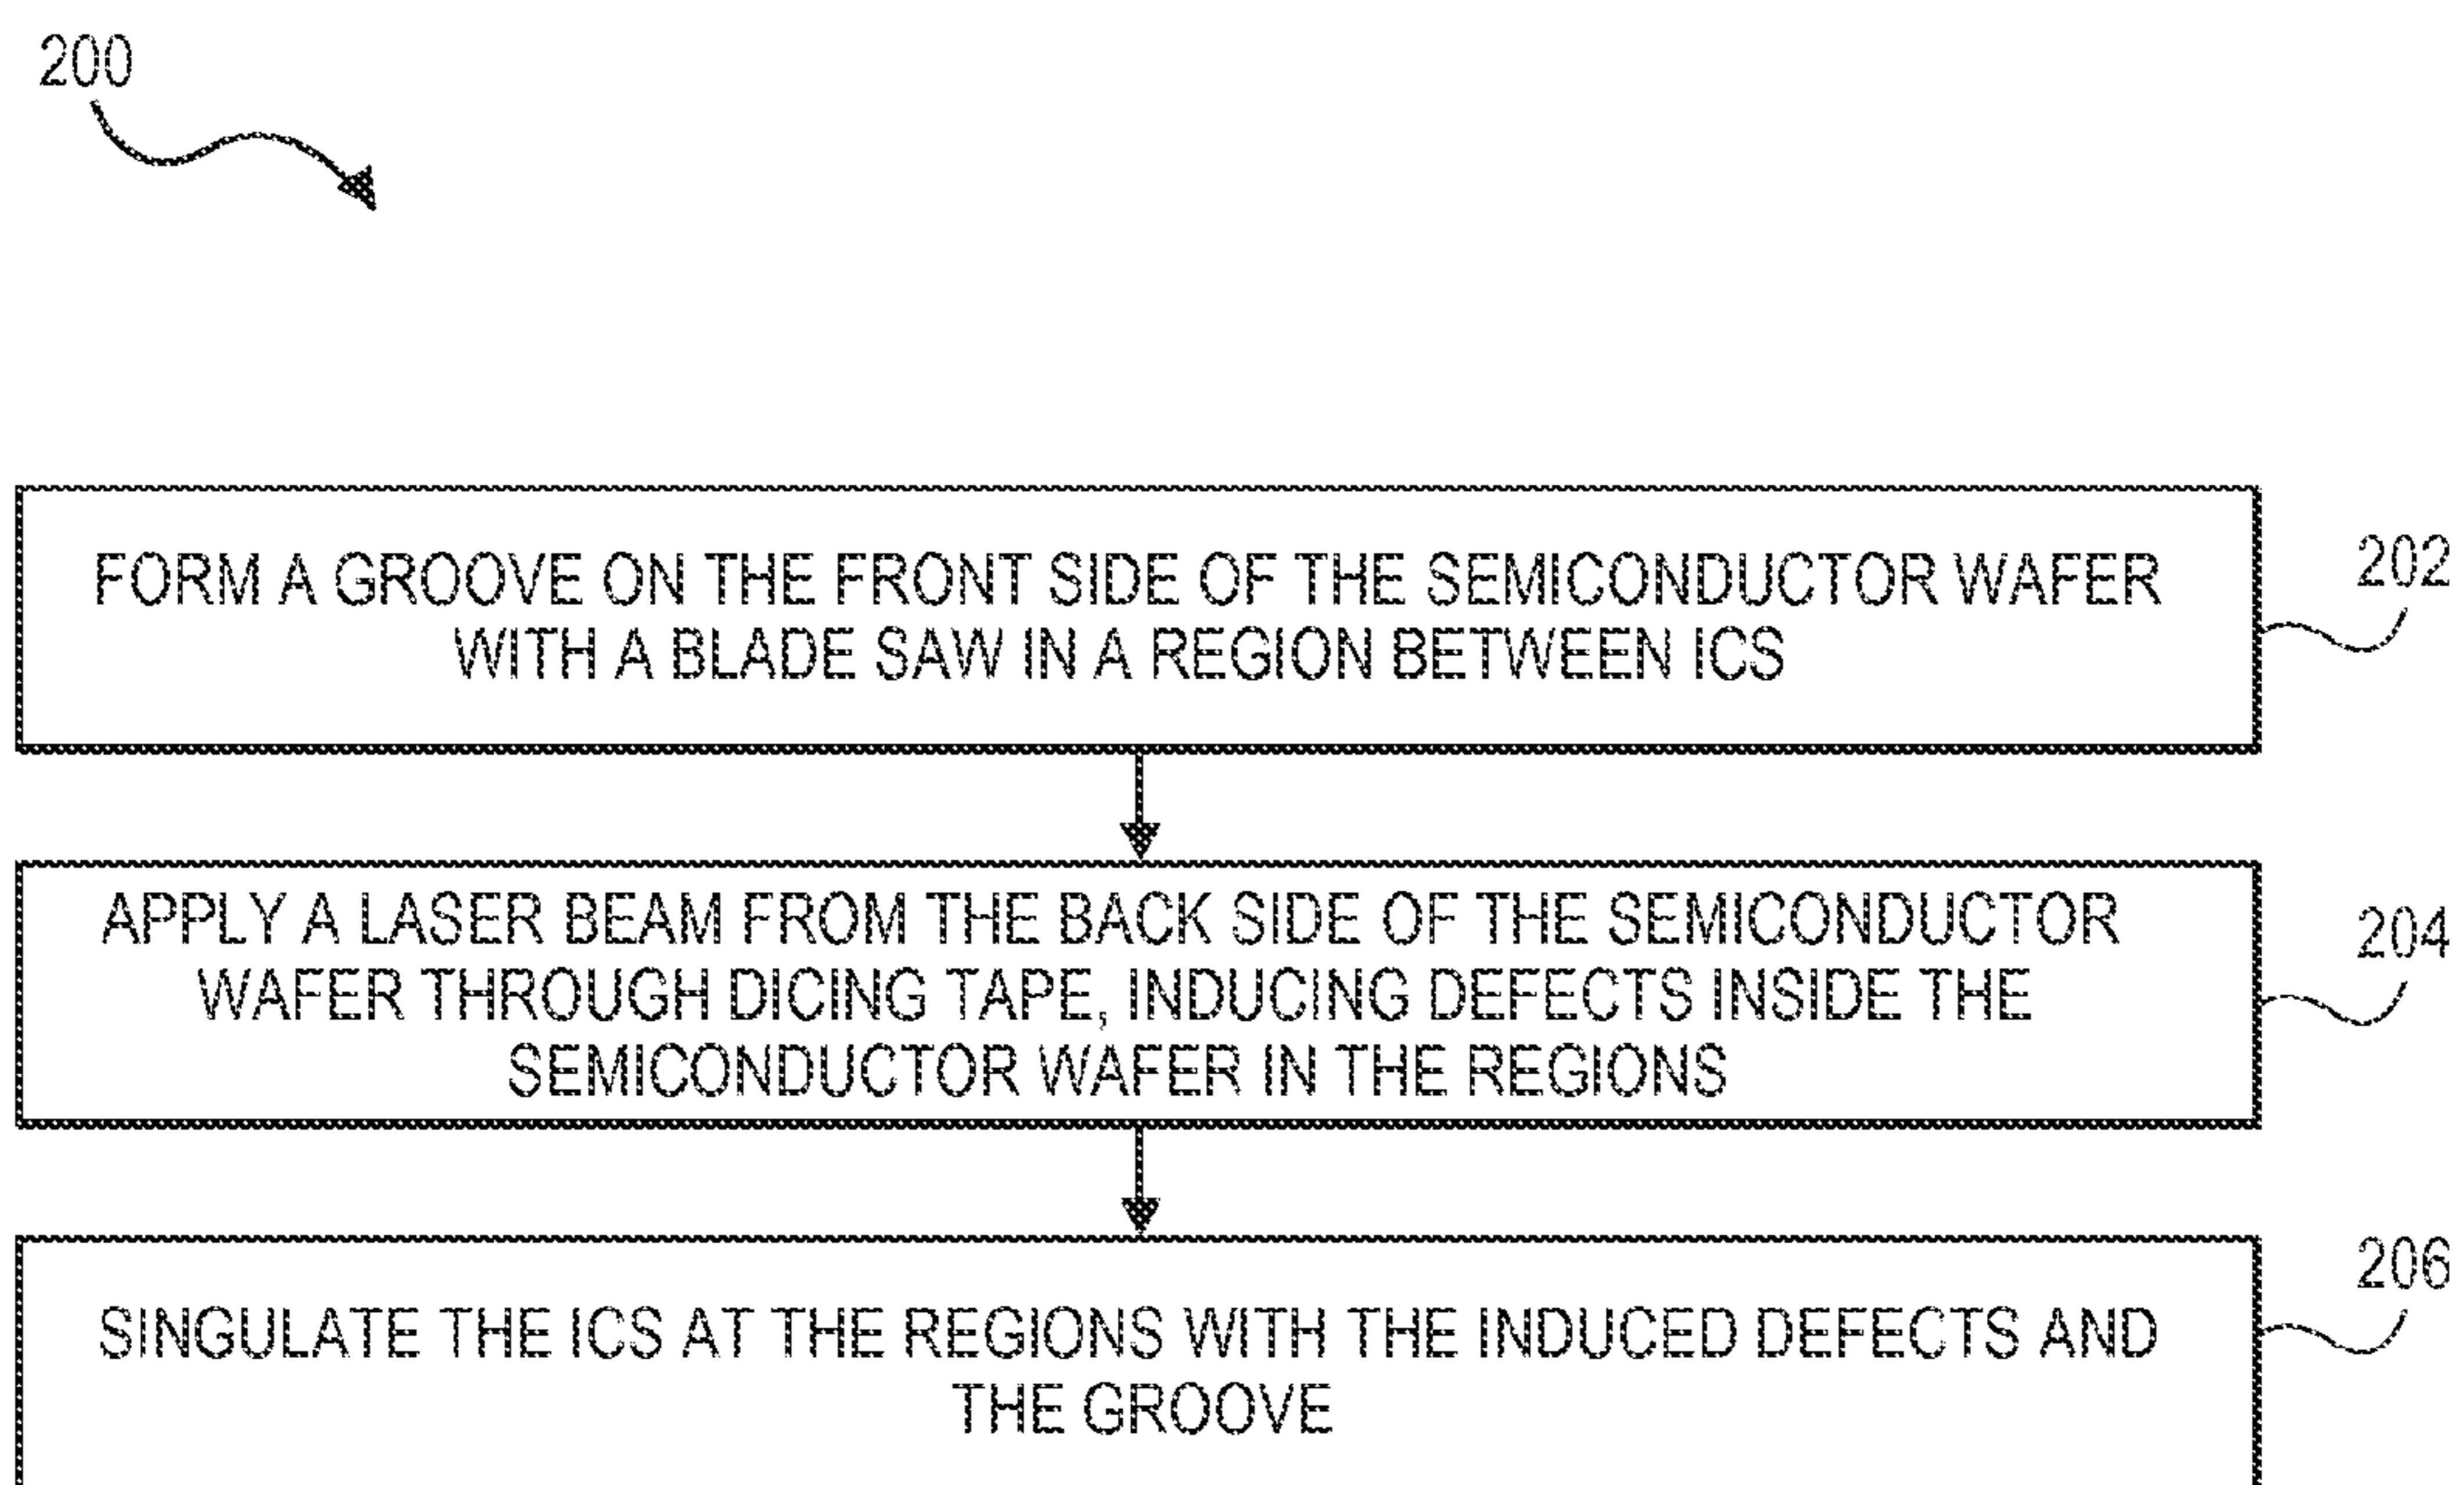 200
FORM A GROOVE ON THE FRONT SIDE OF THE SEMICONDUCTOR WAFER
WITH A BLADE SAW IN A REGION BETWEEN ICS
202
APPLY A LASER BEAM FROM THE BACK SIDE OF THE SEMICONDUCTOR
WAFER THROUGH DICING TAPE, INDUCING DEFECTS INSIDE THE
SEMICONDUCTOR WAFER IN THE REGIONS
204
SINGULATE THE ICS AT THE REGIONS WITH THE INDUCED DEFECTS AND
THE GROOVE
206